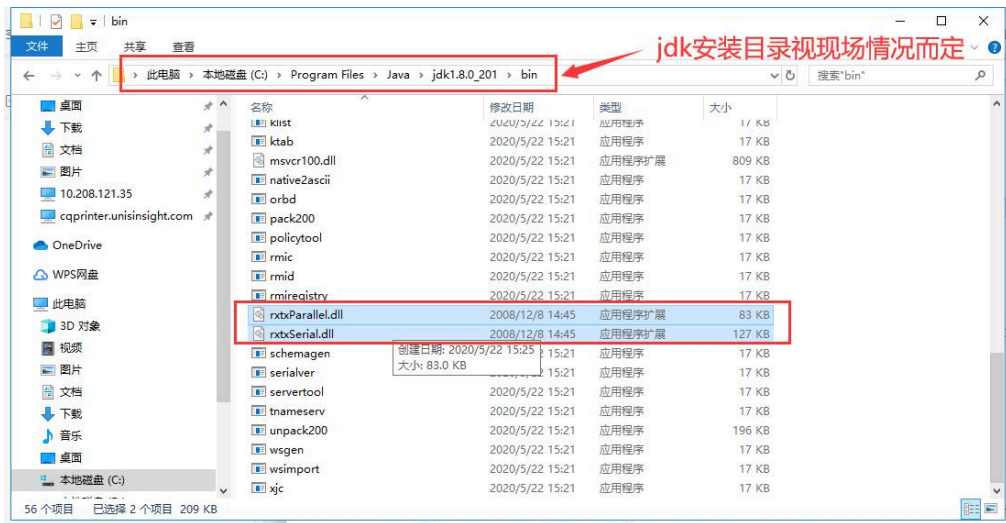 bin
文件 主页 共享 查看
jdk安装目录视现场情况而定
此电脑 › 本地磁盘 (C:) › Program Files › Java › jdk1.8.0_201 › bin
搜索"bin"
名称 修改日期 类型 大小
klist 2020/5/22 15:21 应用程序 17 KB
ktab 2020/5/22 15:21 应用程序 17 KB
msvcr100.dll 2020/5/22 15:21 应用程序扩展 809 KB
native2ascii 2020/5/22 15:21 应用程序 17 KB
orbd 2020/5/22 15:21 应用程序 17 KB
pack200 2020/5/22 15:21 应用程序 17 KB
policytool 2020/5/22 15:21 应用程序 17 KB
rmic 2020/5/22 15:21 应用程序 17 KB
rmid 2020/5/22 15:21 应用程序 17 KB
rmiregistry 2020/5/22 15:21 应用程序 17 KB
rxtxParallel.dll 2008/12/8 14:45 应用程序扩展 83 KB
rxtxSerial.dll 2008/12/8 14:45 应用程序扩展 127 KB
schemagen 15:21 应用程序 17 KB
serialver 15:21 应用程序 17 KB
servertool 2020/5/22 15:21 应用程序 17 KB
tnameserv 2020/5/22 15:21 应用程序 17 KB
unpack200 2020/5/22 15:21 应用程序 196 KB
wsgen 2020/5/22 15:21 应用程序 17 KB
wsimport 2020/5/22 15:21 应用程序 17 KB
xjc 2020/5/22 15:21 应用程序 17 KB
创建日期: 2020/5/22 15:25
大小: 83.0 KB
桌面
下载
文档
图片
10.208.121.35
cqprinter.unisinsight.com
OneDrive
WPS网盘
此电脑
3D 对象
视频
图片
文档
下载
音乐
桌面
本地磁盘 (C:)
56 个项目 已选择 2 个项目 209 KB